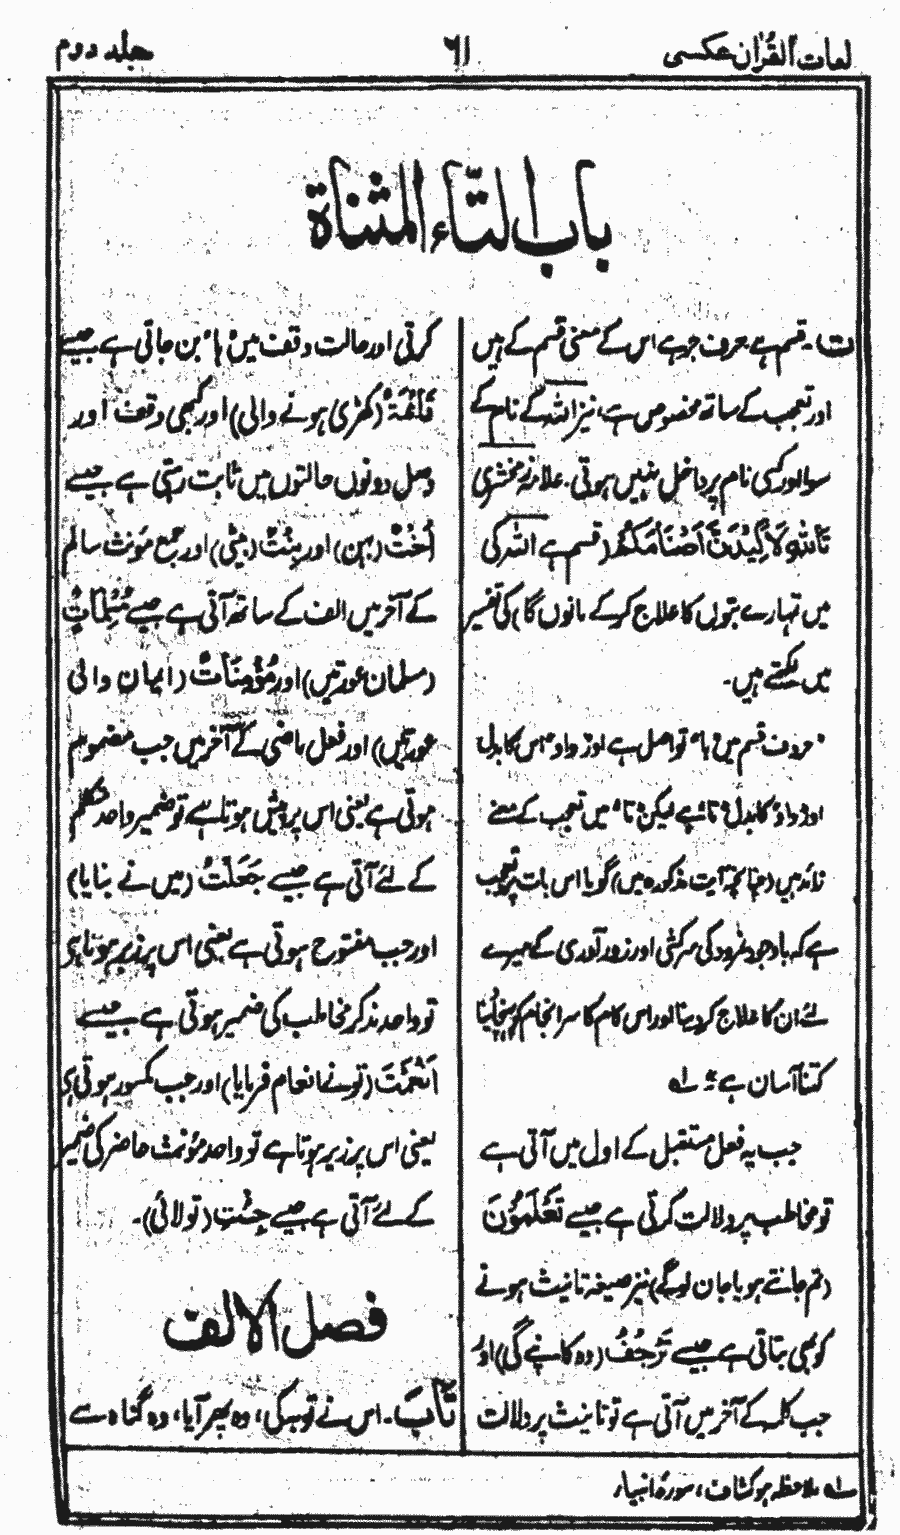 لغات القرآن عکسی
٦١
جلد دوم
باب التّاء المثناة
ت۔ قسم ہے۔ حرف جر ہے اس کے معنی قسم کے ہیں
اور تعجب کے ساتھ مخصوص ہے، نیز اللہ کے نام کے
سوا اور کسی نام پر داخل نہیں ہوتی۔ علامہ زمخشری
تَاللّٰہِ لَاَکِیْدَنَّ اَصْنَامَکُمْ (قسم ہے اللہ کی
میں تمہارے بتوں کا علاج کرکے مانوں گا) کی تفسیر
میں لکھتے ہیں۔
"حروف قسم میں "باء" تو اصل ہے اور "واو" اس کا بدل
اور "واو" کا بدل "تا" ہے لیکن "تا" میں تعجب کے معنے
زائد ہیں (چنانچہ آیت مذکورہ میں) گویا اس بات پر تعجب
ہے کہ باوجود نمرود کی سرکشی اور زور آوری کے میرے
لئے ان کا علاج کر دینا اور اس کام کا سرانجام کو پہنچانا
کتنا آسان ہے" لہ
جب یہ فعل مستقبل کے اول میں آتی ہے
تو مخاطب پر دلالت کرتی ہے جیسے تَعْلَمُوْنَ
(تم جانتے ہو یا جان لوگے) نیز صیغہ تانیث ہونے
کو بھی بتاتی ہے جیسے تَرْجُفُ (وہ کانپے گی) اور
جب کلمہ کے آخر میں آتی ہے تو تانیث پر دلالت
کرتی اور حالت وقف میں "ہا" بن جاتی ہے جیسے
قَائِمَۃٌ (کھڑی ہونے والی) اور کبھی وقف اور
وصل دونوں حالتوں میں ثابت رہتی ہے جیسے
اُخْتٌ (بہن) اور بِنْتٌ (بیٹی) اور جمع مؤنث سالم
کے آخر میں الف کے ساتھ آتی ہے جیسے مُسْلِمَاتٌ
(مسلمان عورتیں) اور مُؤْمِنَاتٌ (ایمان والی
عورتیں) اور فعل ماضی کے آخر میں جب مضموم
ہوتی ہے یعنی اس پر پیش ہوتا ہے تو ضمیر واحد متکلم
کے لئے آتی ہے جیسے جَعَلْتُ (میں نے بنایا)
اور جب مفتوح ہوتی ہے یعنی اس پر زبر ہوتا ہے
تو واحد مذکر مخاطب کی ضمیر ہوتی ہے جیسے
اَنْعَمْتَ (تونے انعام فرمایا) اور جب مکسور ہوتی ہے
یعنی اس پر زیر ہوتا ہے تو واحد مؤنث حاضر کی ضمیر
کے لئے آتی ہے جیسے جِئْتِ (تو لائی)۔
فصل الالف
تَابَ۔ اس نے توبہ کی، وہ پھر آیا، وہ گناہ سے
لہ ملاحظہ ہو کشاف، سورۂ انبیاء